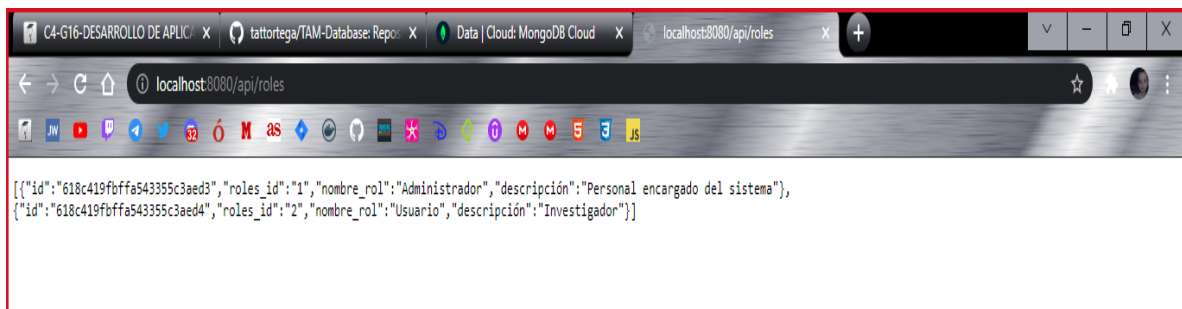 C4-G16-DESARROLLO DE APLICA
tattortega/TAM-Database: Repos
Data | Cloud: MongoDB Cloud
localhost:8080/api/roles
localhost:8080/api/roles
JW 32 Ó M as M M 5 JS
[{"id":"618c419fbffa543355c3aed3","roles_id":"1","nombre_rol":"Administrador","descripción":"Personal encargado del sistema"},
{"id":"618c419fbffa543355c3aed4","roles_id":"2","nombre_rol":"Usuario","descripción":"Investigador"}]